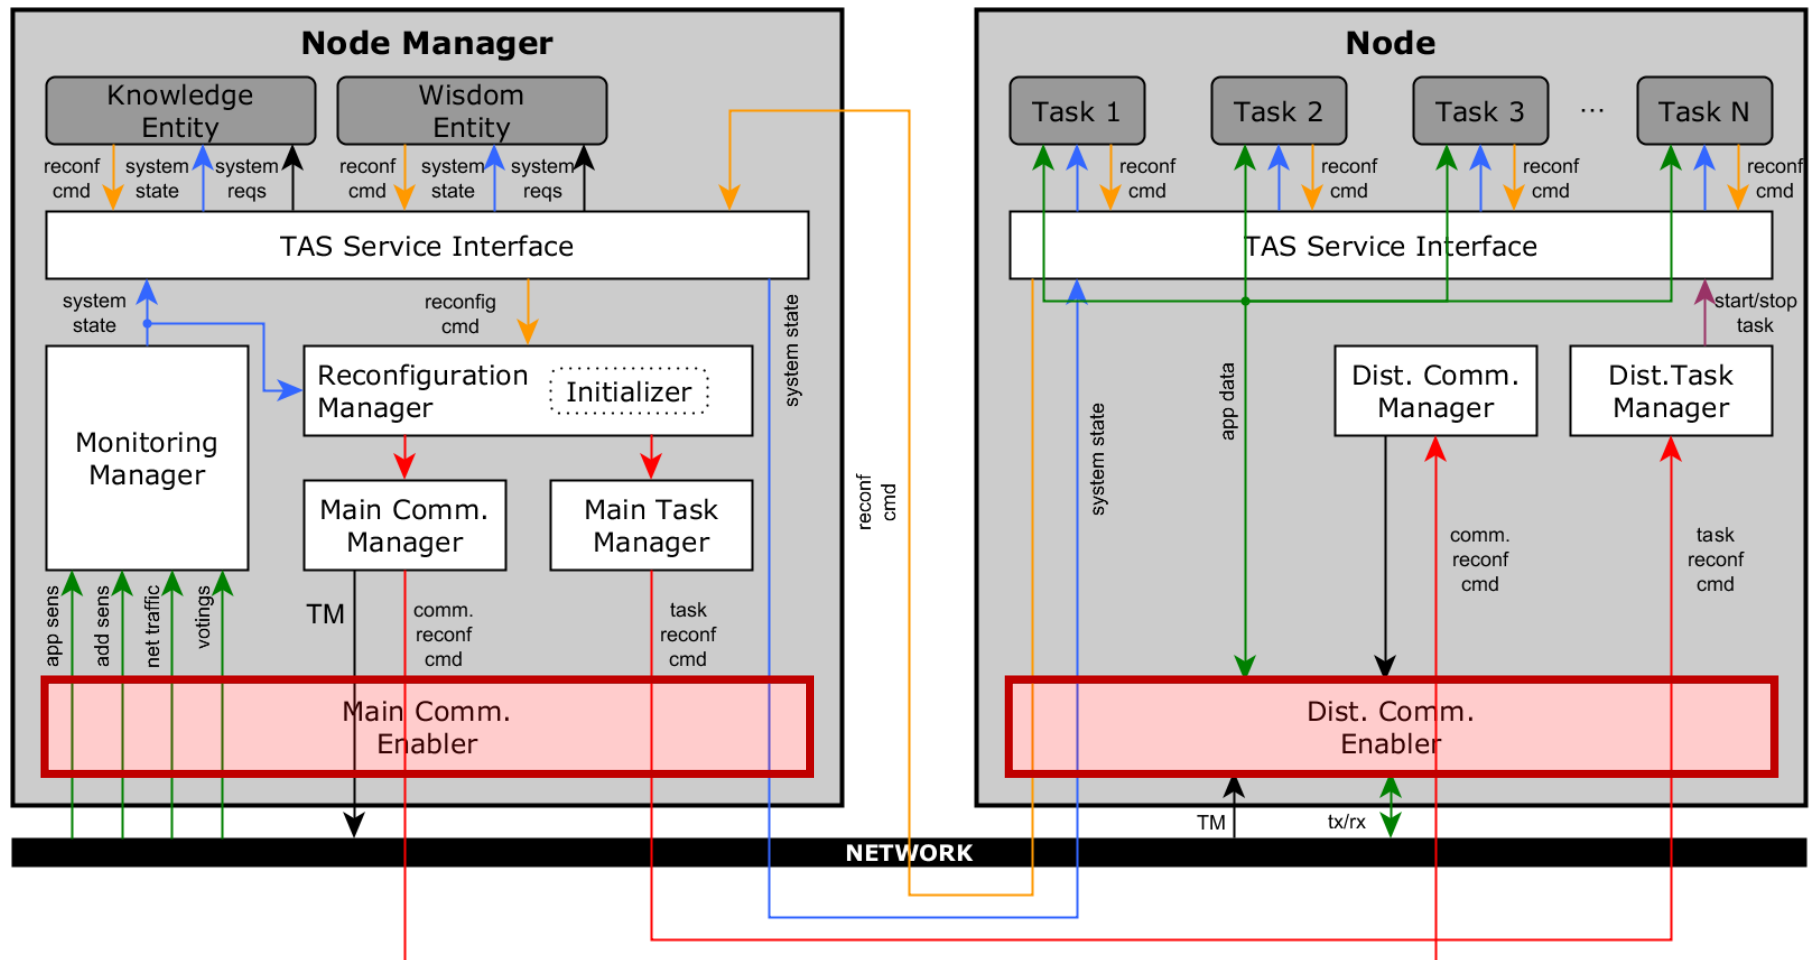 Node Manager
Knowledge
Entity
Wisdom
Entity
reconf
cmd
system
state
system
reqs
reconf
cmd
system
state
system
reqs
TAS Service Interface
system
state
reconfig
cmd
system state
Reconfiguration
Manager
Initializer
Monitoring
Manager
Main Comm.
Manager
Main Task
Manager
app sens
add sens
net traffic
votings
TM
comm.
reconf
cmd
task
reconf
cmd
Main Comm.
Enabler
reconf
cmd
Node
Task 1
Task 2
Task 3
...
Task N
reconf
cmd
reconf
cmd
reconf
cmd
reconf
cmd
TAS Service Interface
start/stop
task
system state
app data
Dist. Comm.
Manager
Dist.Task
Manager
comm.
reconf
cmd
task
reconf
cmd
Dist. Comm.
Enabler
TM
tx/rx
NETWORK